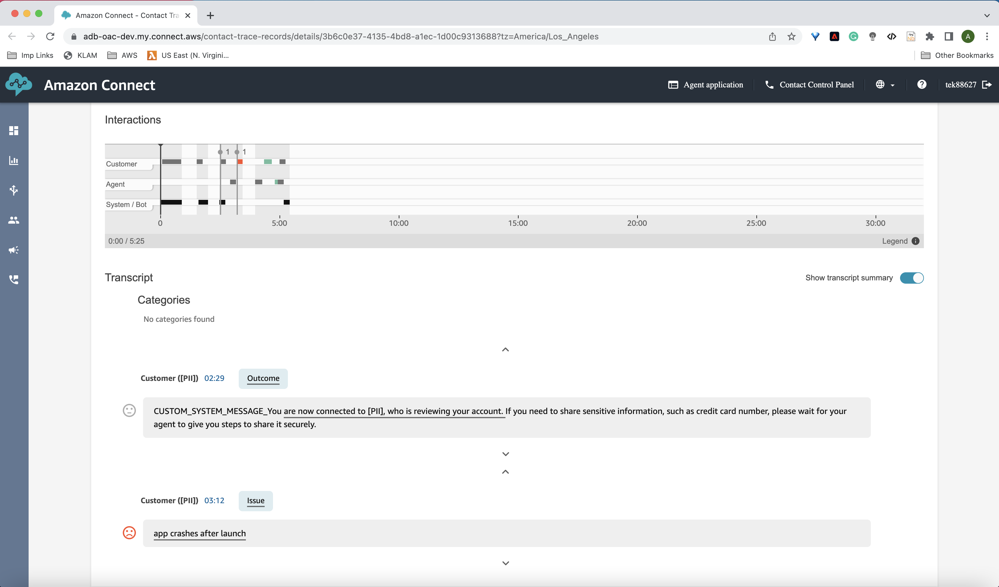 Amazon Connect - Contact Tra
adb-oac-dev.my.connect.aws/contact-trace-records/details/3b6c0e37-4135-4bd8-a1ec-1d00c9313688?tz=America/Los_Angeles
A
Imp Links
KLAM
AWS
US East (N. Virgini...
Other Bookmarks
Amazon Connect
Agent application
Contact Control Panel
tek88627
Interactions
1
1
Customer
Agent
System / Bot
0
5:00
10:00
15:00
20:00
25:00
30:00
0:00 / 5:25
Legend
Transcript
Show transcript summary
Categories
No categories found
Customer ([PII]) 02:29 Outcome
CUSTOM_SYSTEM_MESSAGE_You are now connected to [PII], who is reviewing your account. If you need to share sensitive information, such as credit card number, please wait for your
agent to give you steps to share it securely.
Customer ([PII]) 03:12 Issue
app crashes after launch